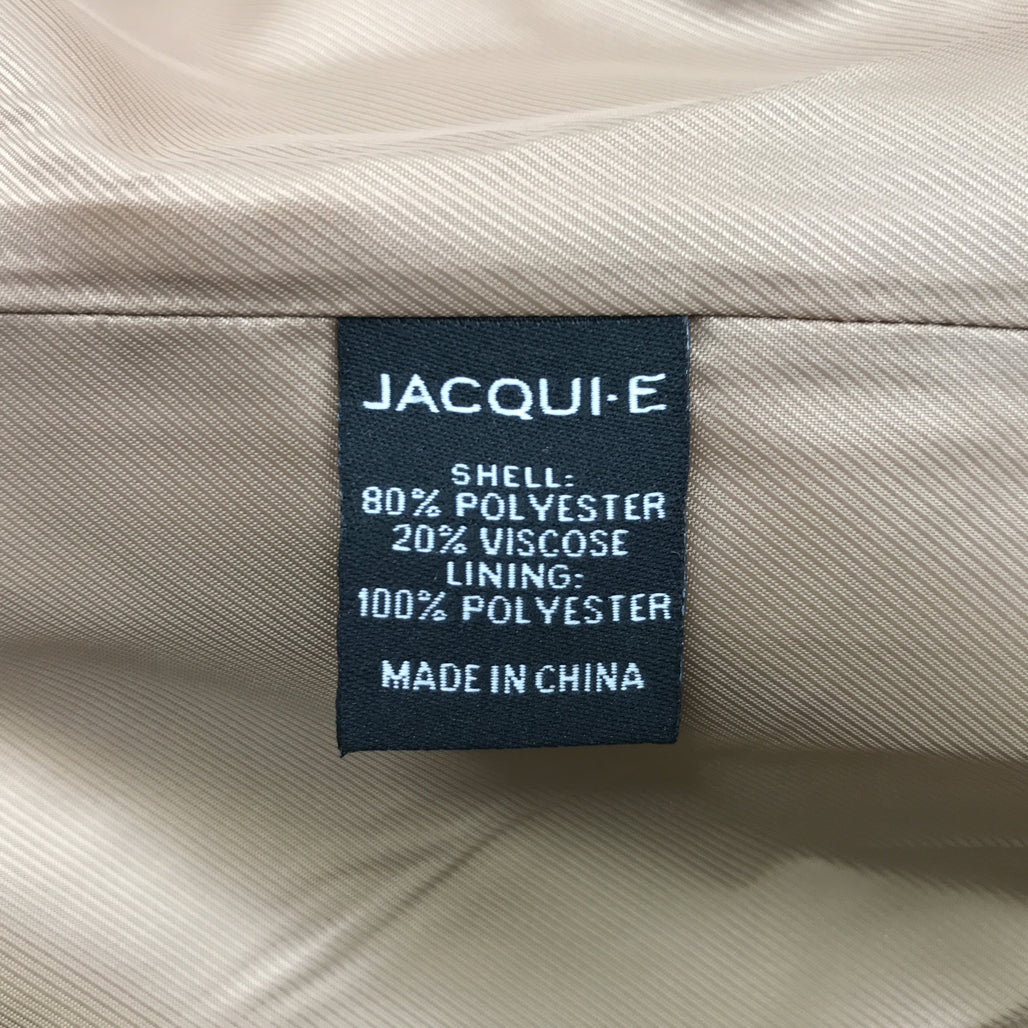 JACQUI·E
SHELL:
80% POLYESTER
20% VISCOSE
LINING:
100% POLYESTER
MADE IN CHINA